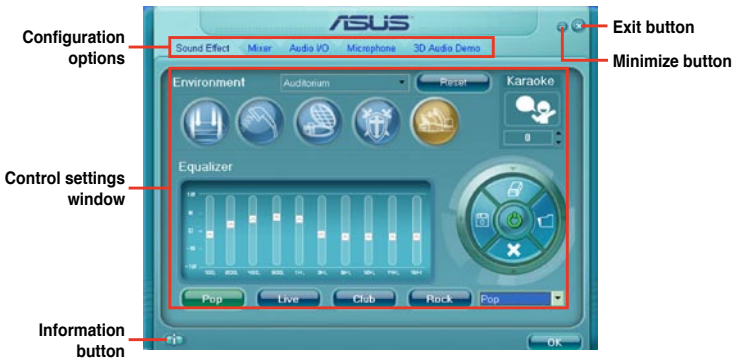 Configuration options
ASUS
Exit button
Minimize button
Sound Effect Mixer Audio I/O Microphone 3D Audio Demo
Environment Auditorium Reset Karaoke
0
Control settings window
Equalizer
Pop Live Club Rock Pop
Information button
OK